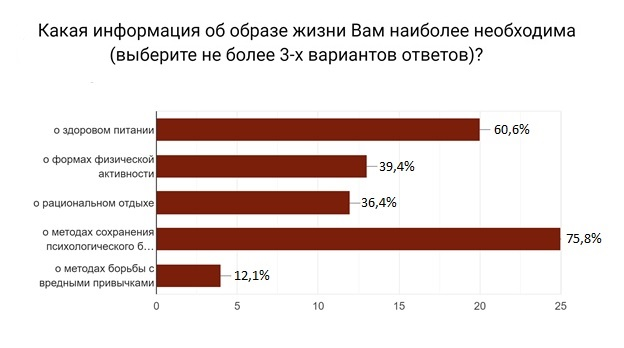 Какая информация об образе жизни Вам наиболее необходима
(выберите не более 3-х вариантов ответов)?
о здоровом питании
60,6%
о формах физической
активности
39,4%
о рациональном отдыхе
36,4%
о методах сохранения
психологического б…
75,8%
о методах борьбы с
вредными привычками
12,1%
0 5 10 15 20 25